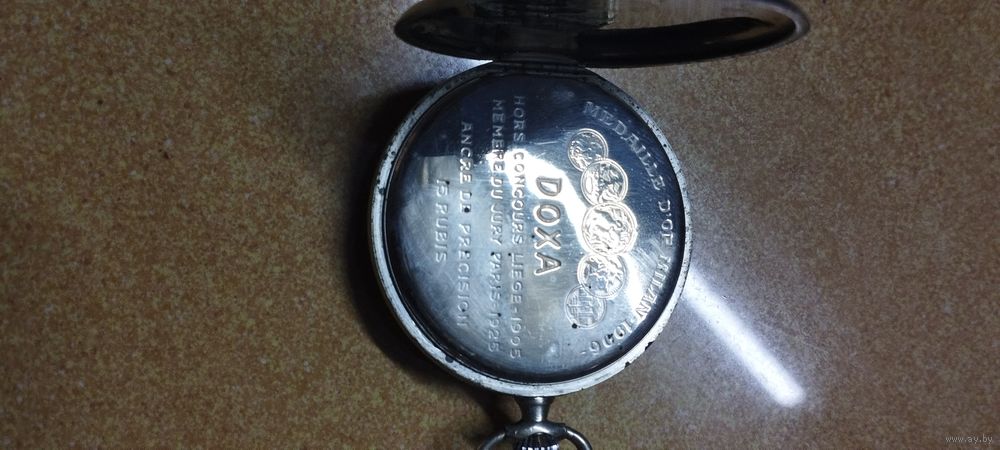 MEDAILLE D'OR MILAN-1906-
DOXA
HORS CONCOURS LIEGE-1905
MEMBRE DU JURY PARIS-1925
ANCRE DE PRECISION
15 RUBIS
www.ay.by